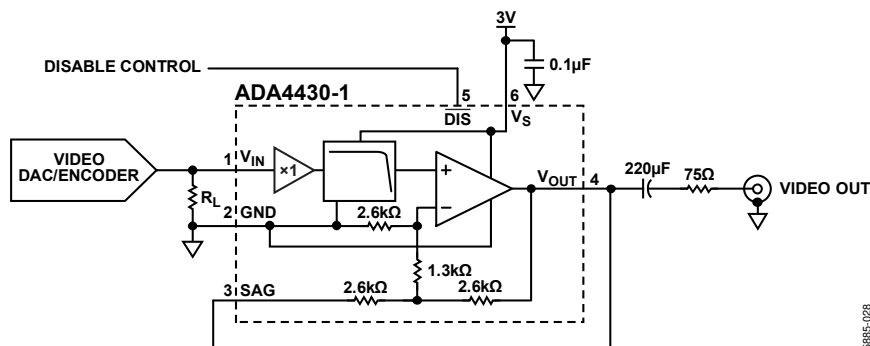 3V
DISABLE CONTROL
0.1µF
ADA4430-1
5
6
DIS
VS
VIDEO
DAC/ENCODER
1
VIN
×1
+
−
VOUT
4
220µF
75Ω
VIDEO OUT
RL
2
GND
2.6kΩ
1.3kΩ
3
SAG
2.6kΩ
2.6kΩ